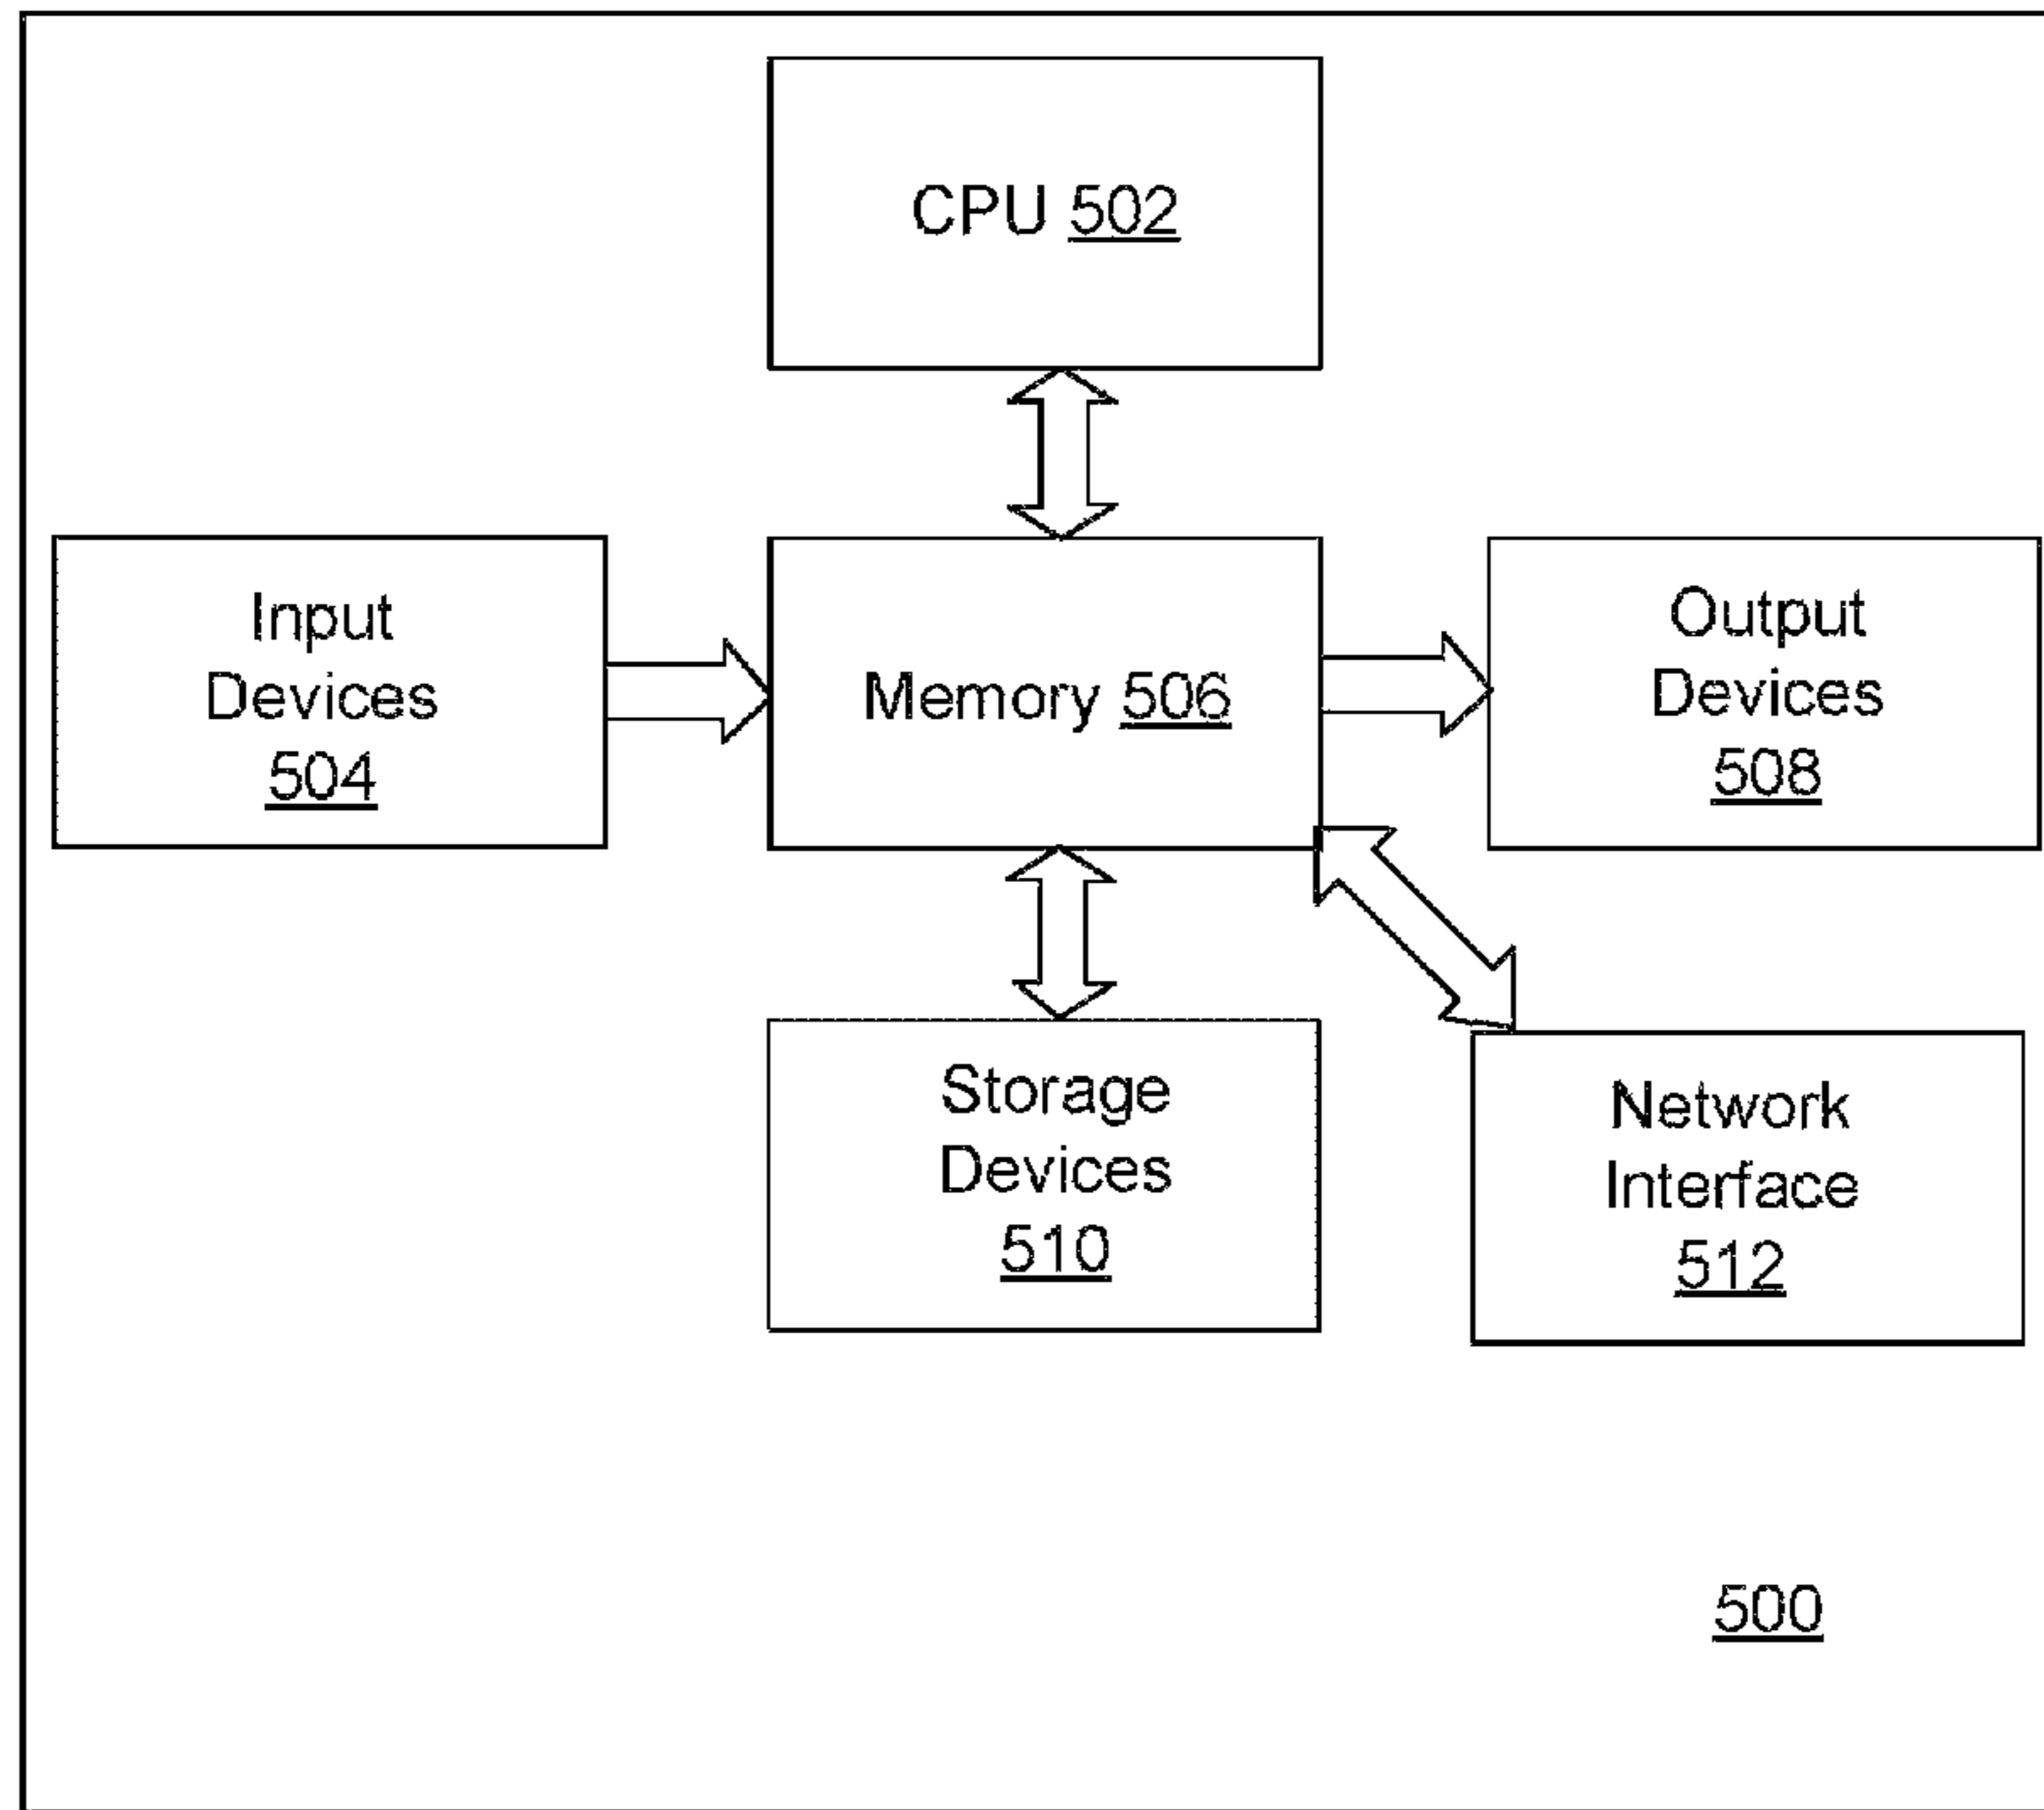 CPU 502
Input
Devices
504
Memory 506
Output
Devices
508
Storage
Devices
510
Network
Interface
512
500